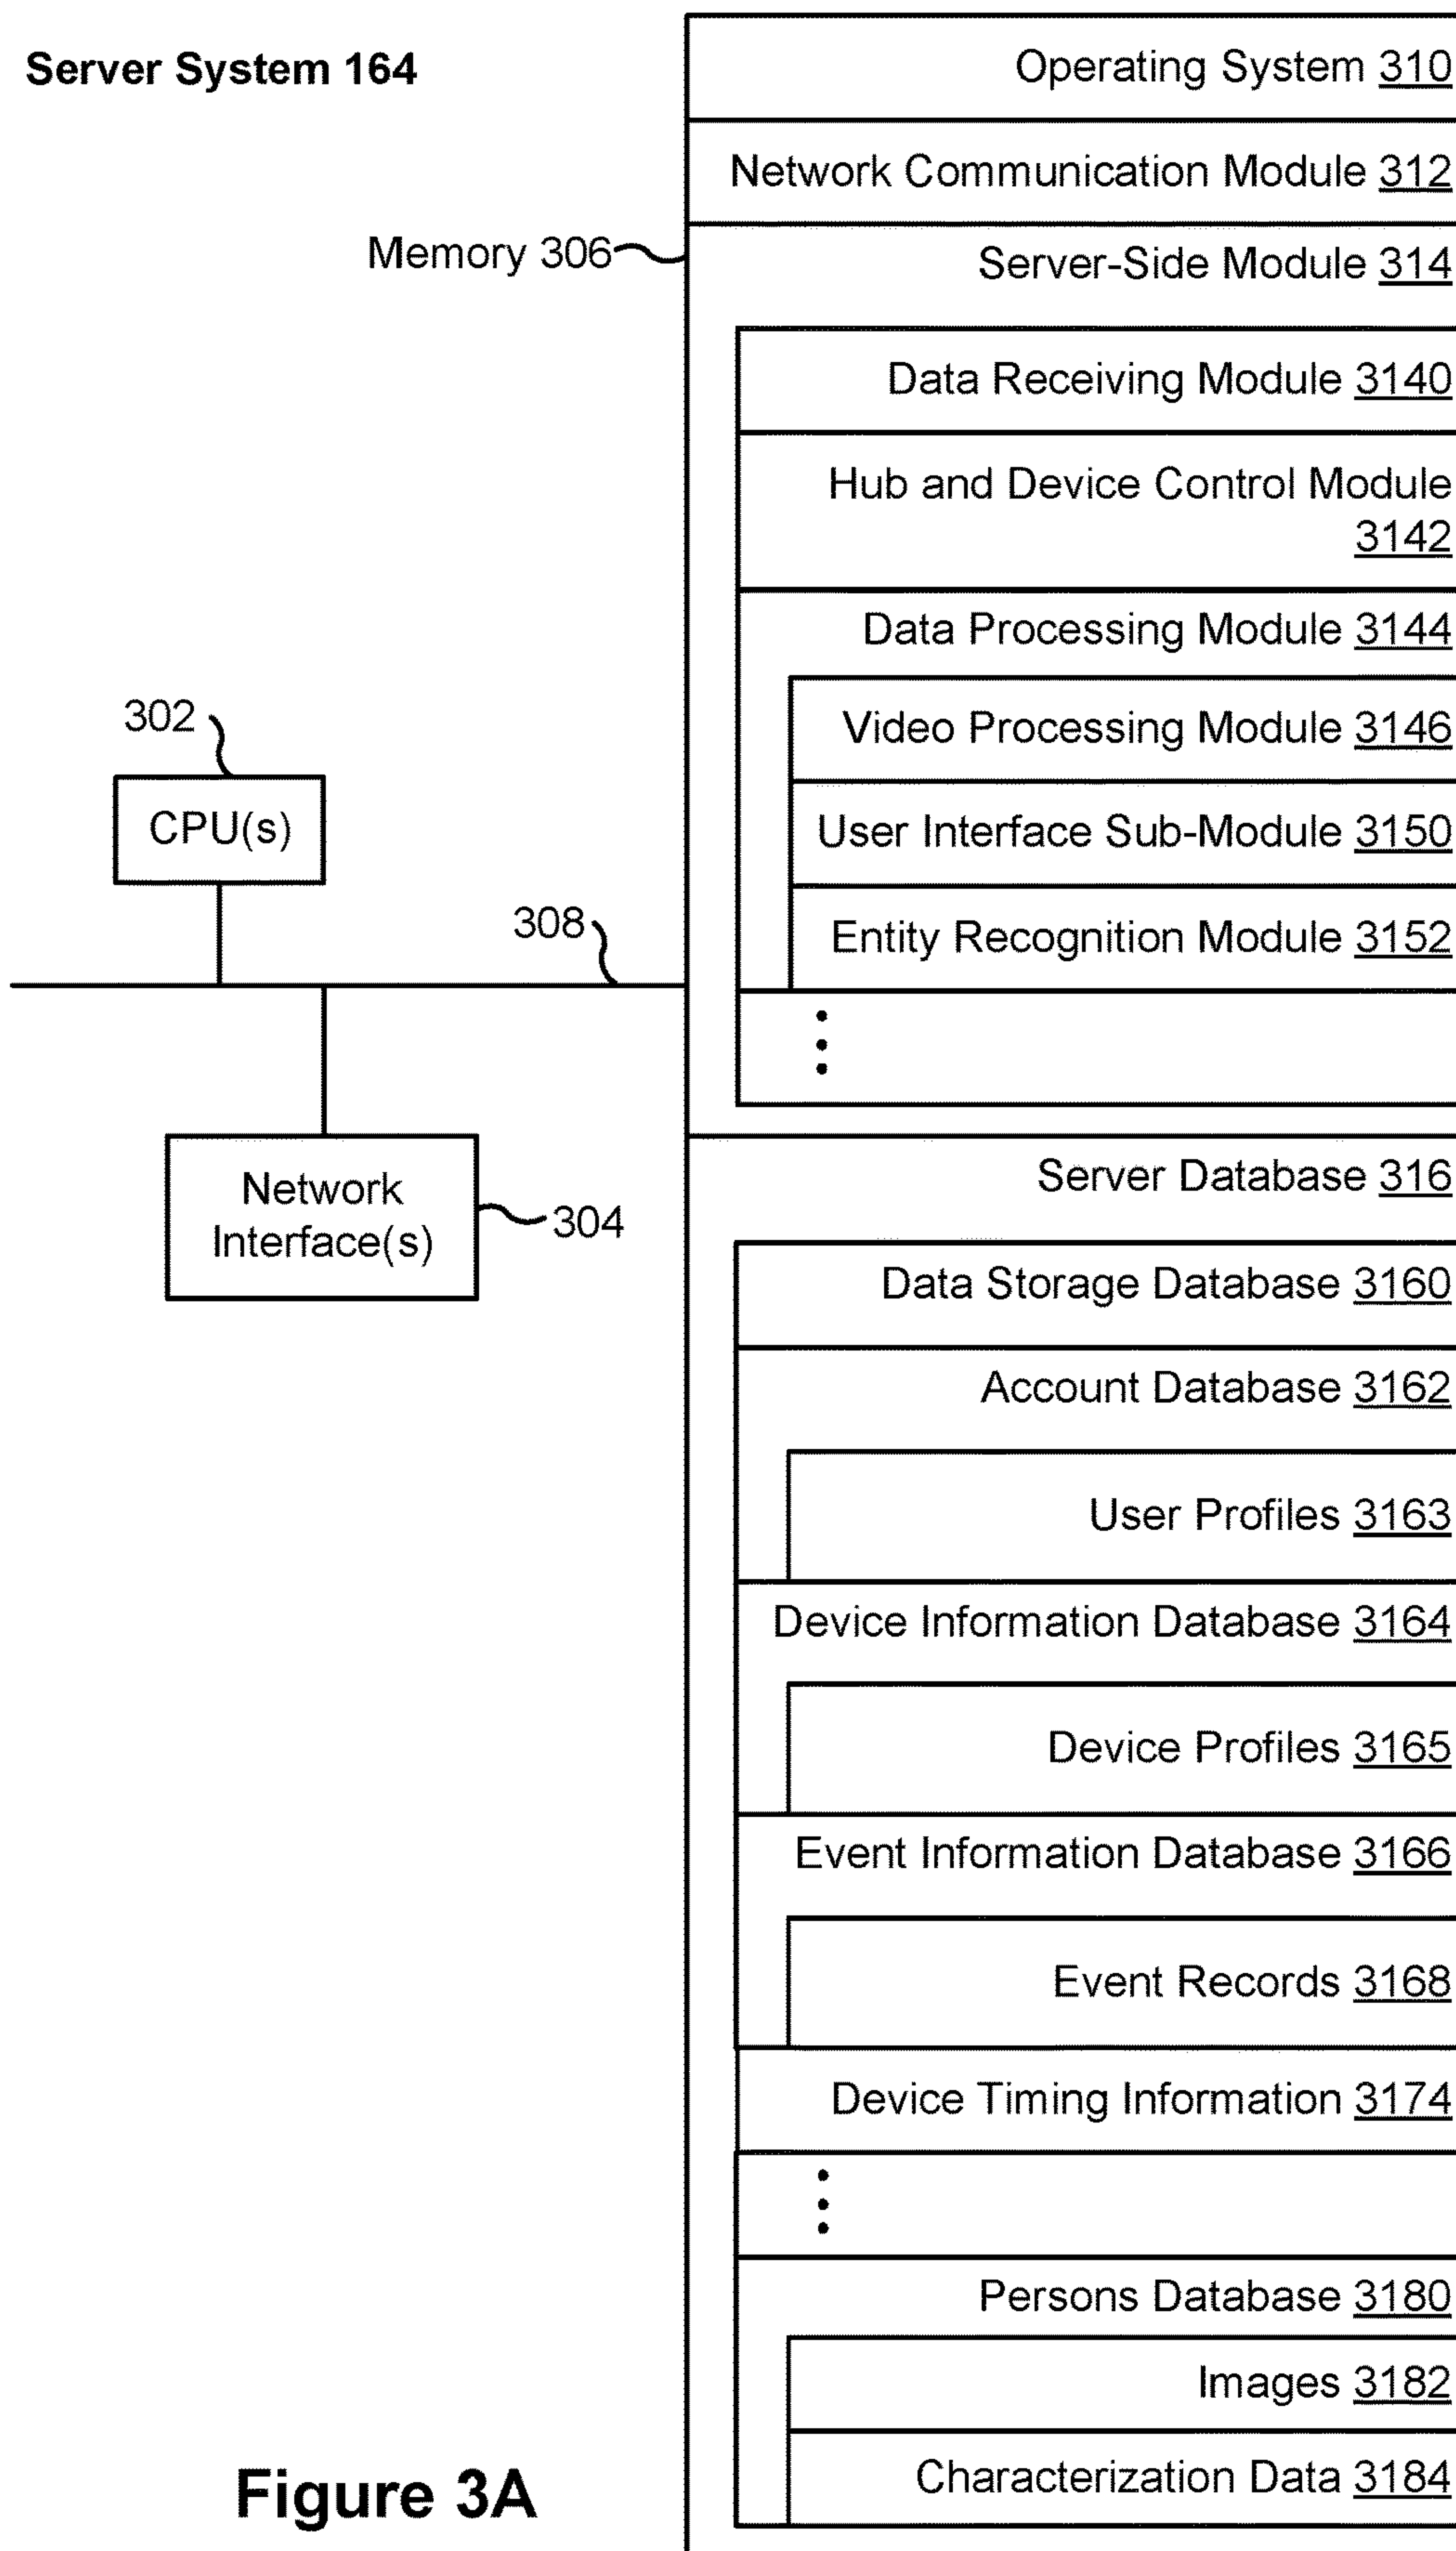 Server System 164
Operating System 310
Network Communication Module 312
Memory 306
Server-Side Module 314
Data Receiving Module 3140
Hub and Device Control Module
3142
Data Processing Module 3144
Video Processing Module 3146
User Interface Sub-Module 3150
Entity Recognition Module 3152
302
CPU(s)
308
Network
Interface(s)
304
Server Database 316
Data Storage Database 3160
Account Database 3162
User Profiles 3163
Device Information Database 3164
Device Profiles 3165
Event Information Database 3166
Event Records 3168
Device Timing Information 3174
Persons Database 3180
Images 3182
Characterization Data 3184
Figure 3A